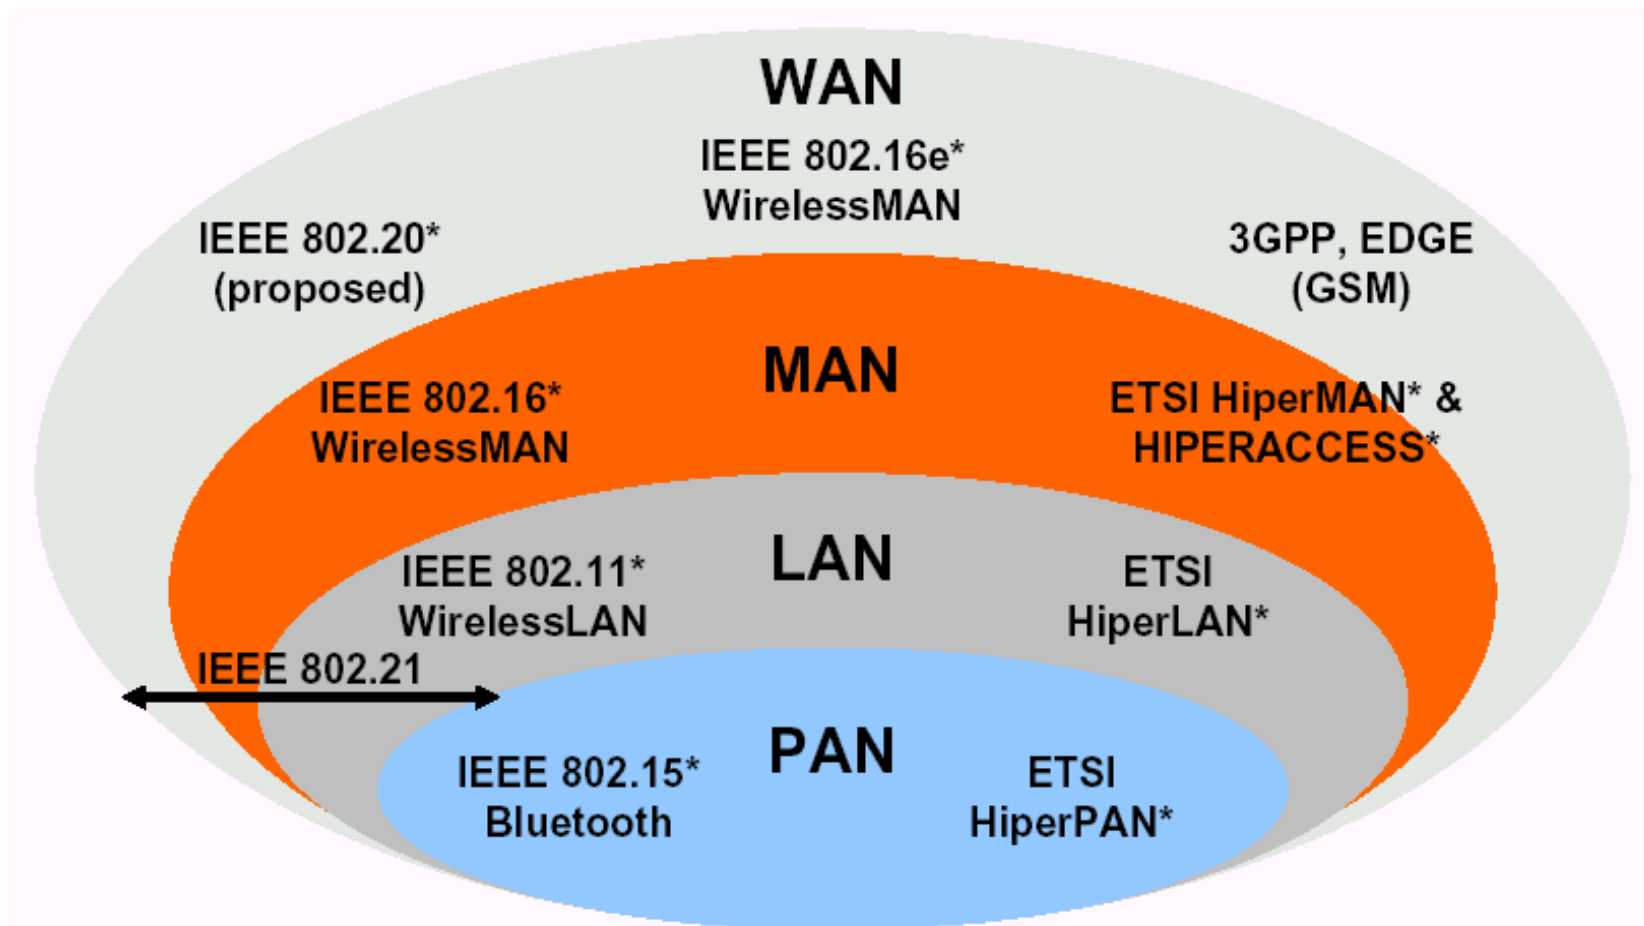 WAN
IEEE 802.16e*
WirelessMAN
IEEE 802.20*
(proposed)
3GPP, EDGE
(GSM)
MAN
IEEE 802.16*
WirelessMAN
ETSI HiperMAN* &
HIPERACCESS*
LAN
IEEE 802.11*
WirelessLAN
ETSI
HiperLAN*
IEEE 802.21
PAN
IEEE 802.15*
Bluetooth
ETSI
HiperPAN*